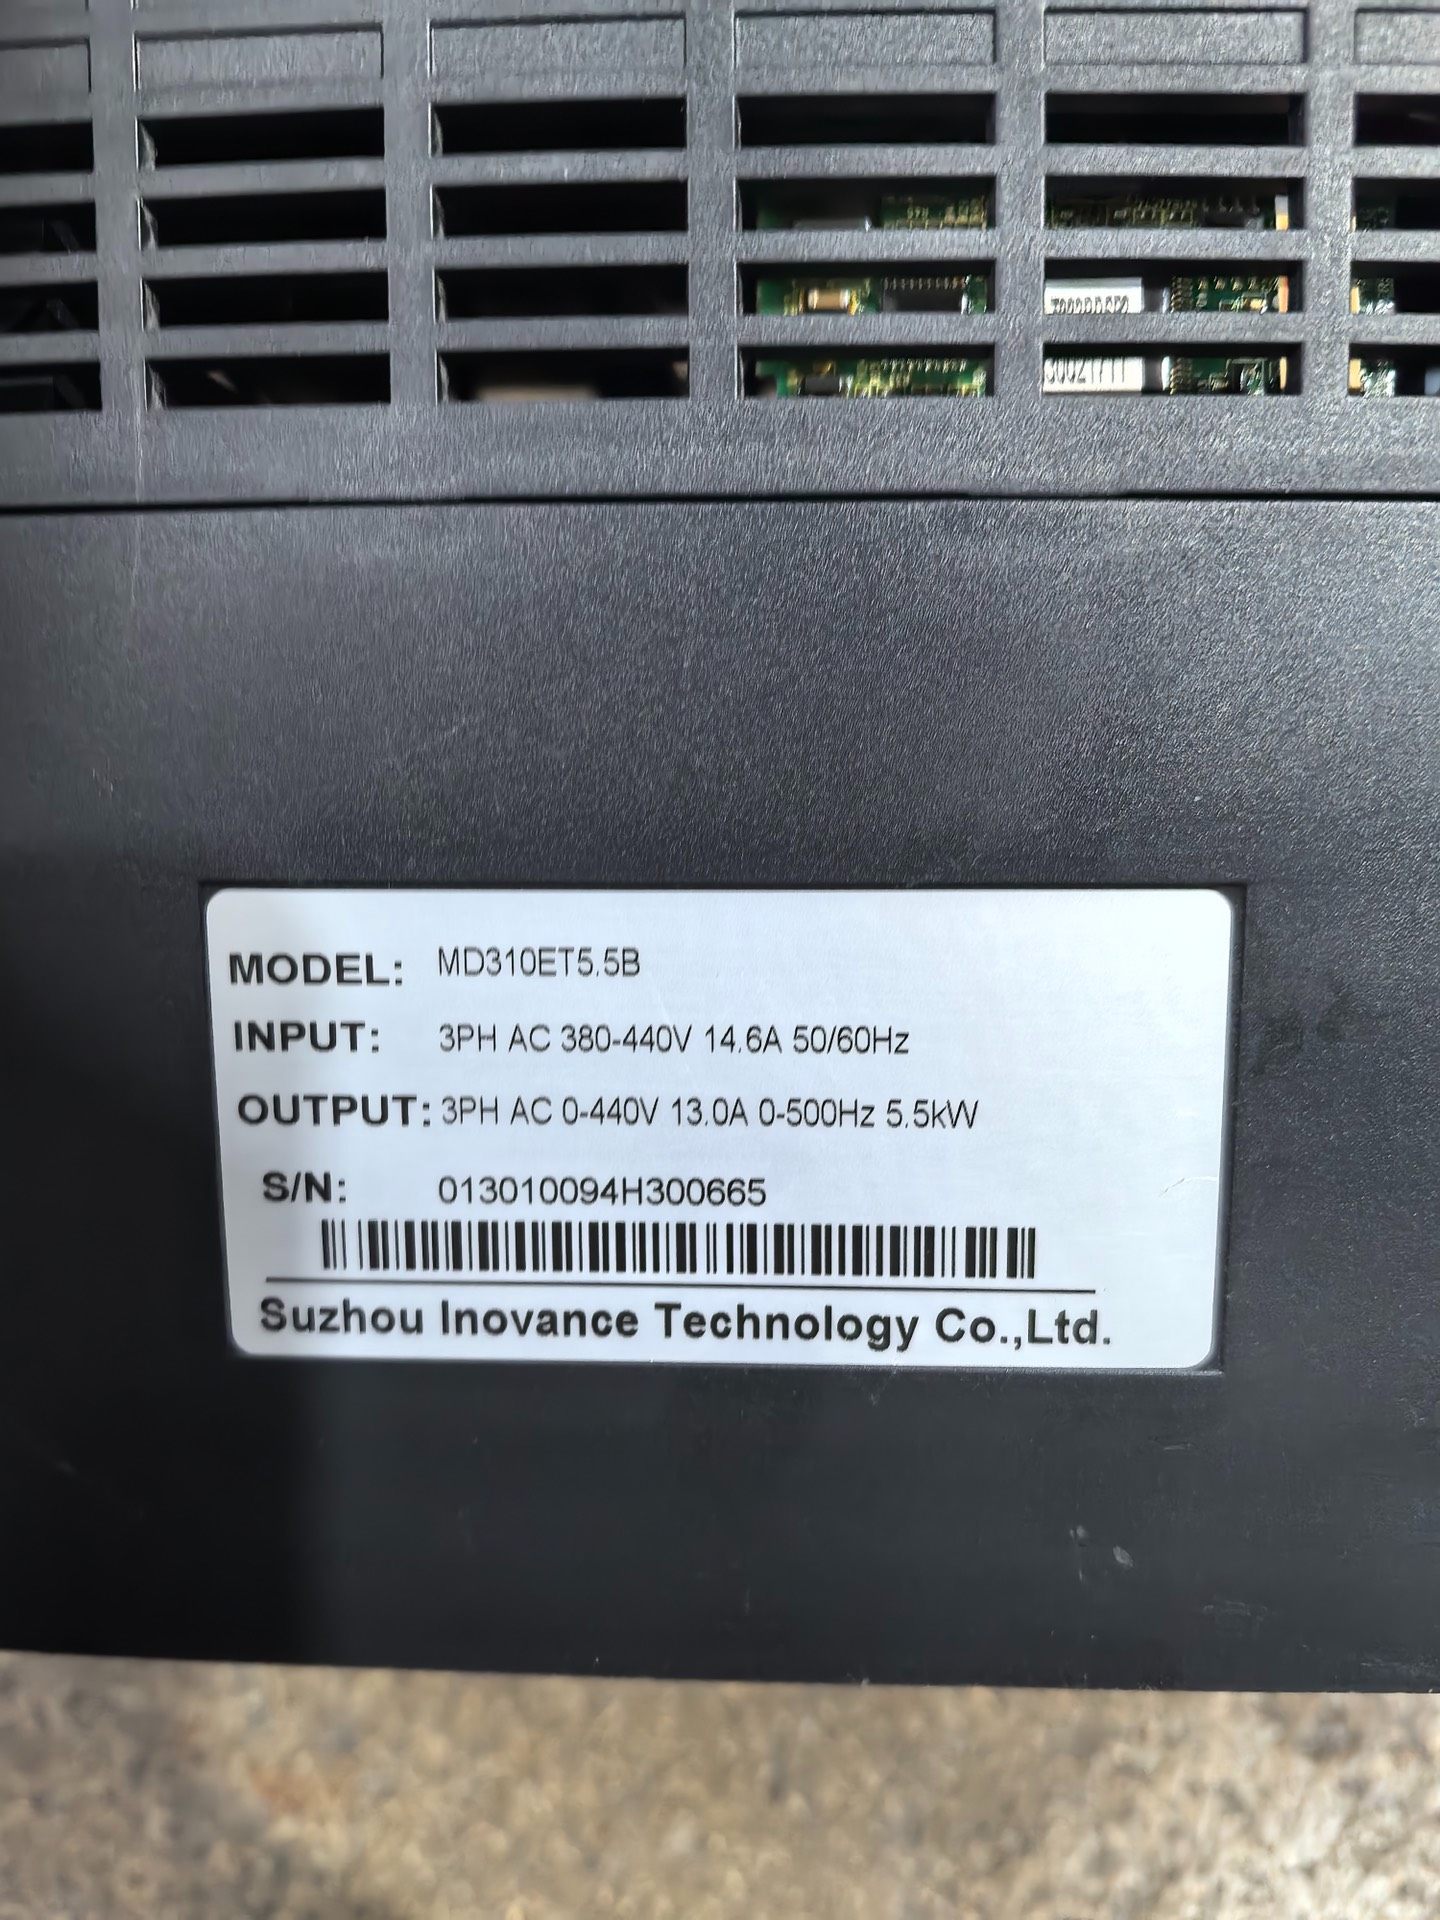 MODEL: MD310ET5.5B
INPUT: 3PH AC 380-440V 14.6A 50/60Hz
OUTPUT: 3PH AC 0-440V 13.0A 0-500Hz 5.5kW
S/N: 013010094H300665
Suzhou Inovance Technology Co.,Ltd.